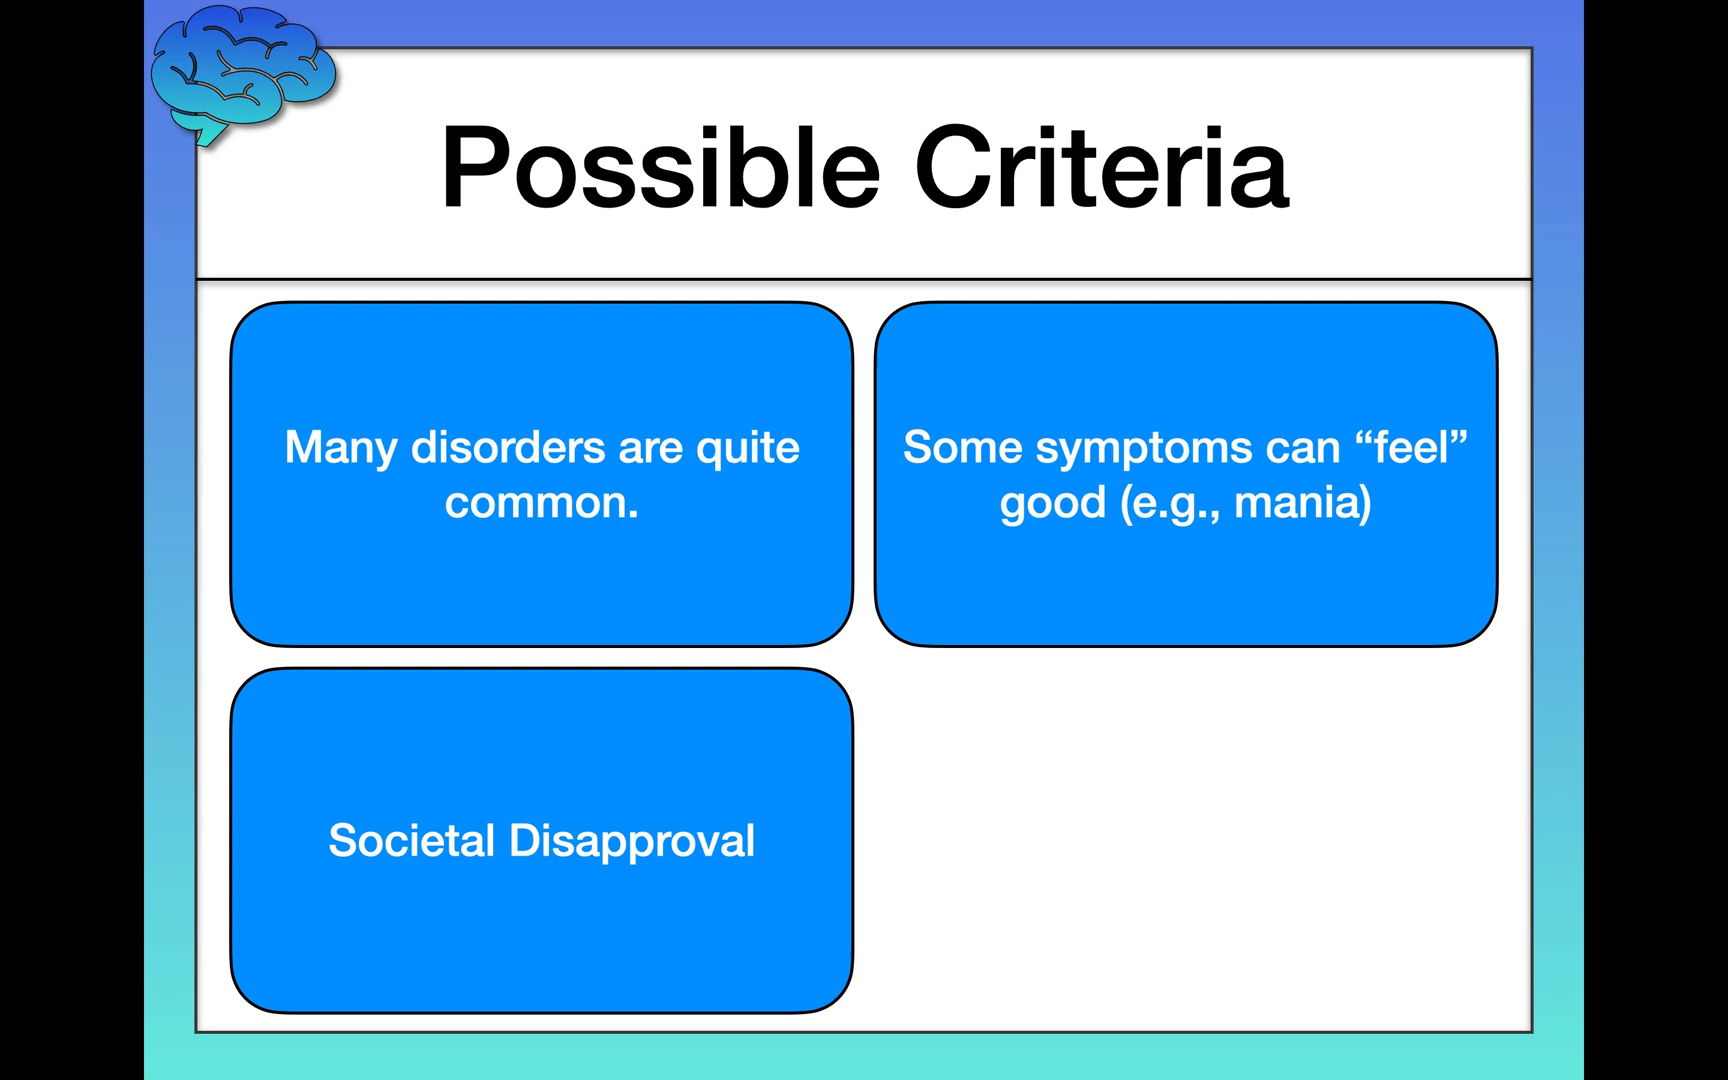 Possible Criteria
Many disorders are quite
common.
Some symptoms can “feel”
good (e.g., mania)
Societal Disapproval